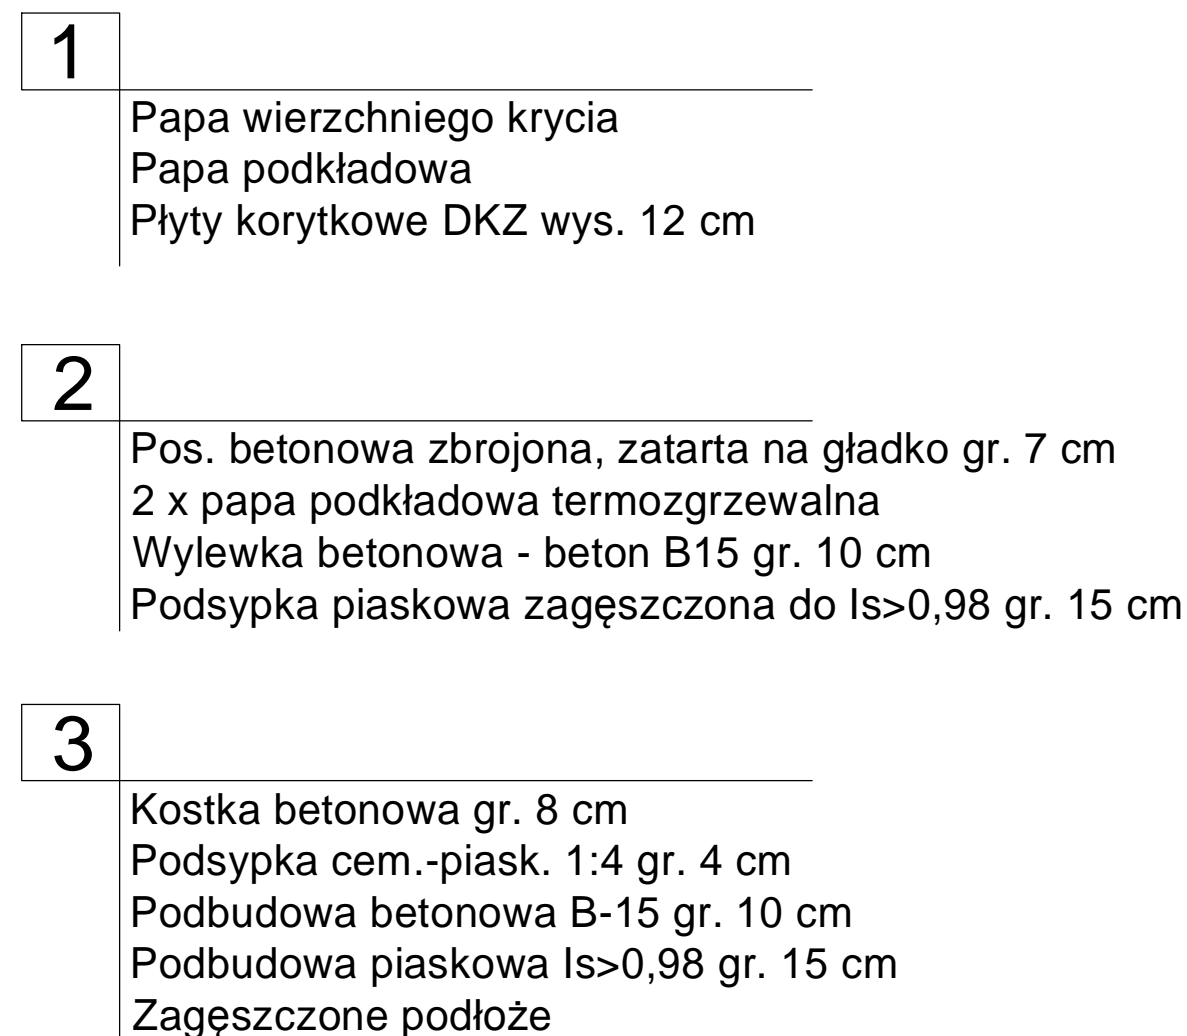 1
Papa wierzchniego krycia
Papa podkładowa
Płyty korytkowe DKZ wys. 12 cm
2
Pos. betonowa zbrojona, zatarta na gładko gr. 7 cm
2 x papa podkładowa termozgrzewalna
Wylewka betonowa - beton B15 gr. 10 cm
Podsypka piaskowa zagęszczona do Is>0,98 gr. 15 cm
3
Kostka betonowa gr. 8 cm
Podsypka cem.-piask. 1:4 gr. 4 cm
Podbudowa betonowa B-15 gr. 10 cm
Podbudowa piaskowa Is>0,98 gr. 15 cm
Zagęszczone podłoże